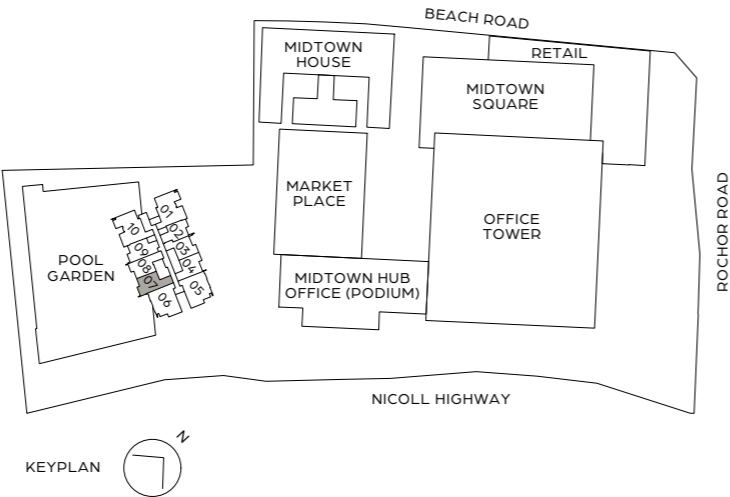 BEACH ROAD
MIDTOWN
HOUSE
RETAIL
MIDTOWN
SQUARE
MARKET
PLACE
OFFICE
TOWER
ROCHOR ROAD
01
02
03
04
05
10
09
08
07
06
POOL
GARDEN
MIDTOWN HUB
OFFICE (PODIUM)
NICOLL HIGHWAY
KEYPLAN
N